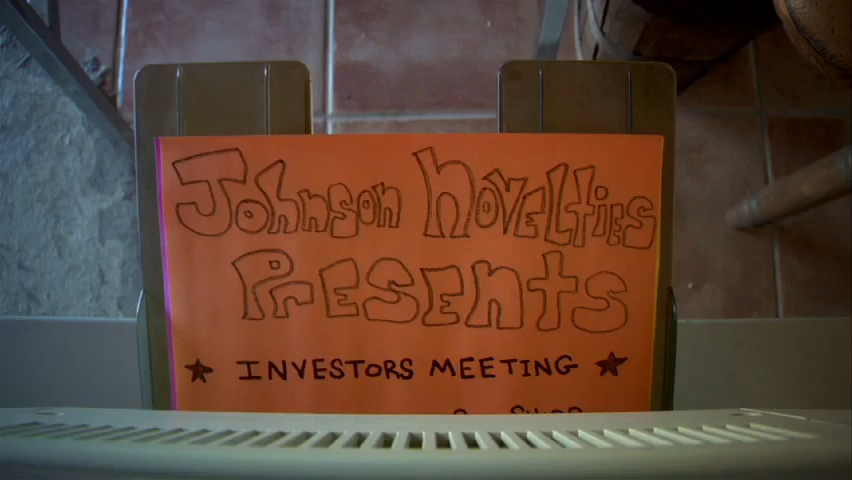 Johnson Novelties
Presents
★ INVESTORS MEETING ★